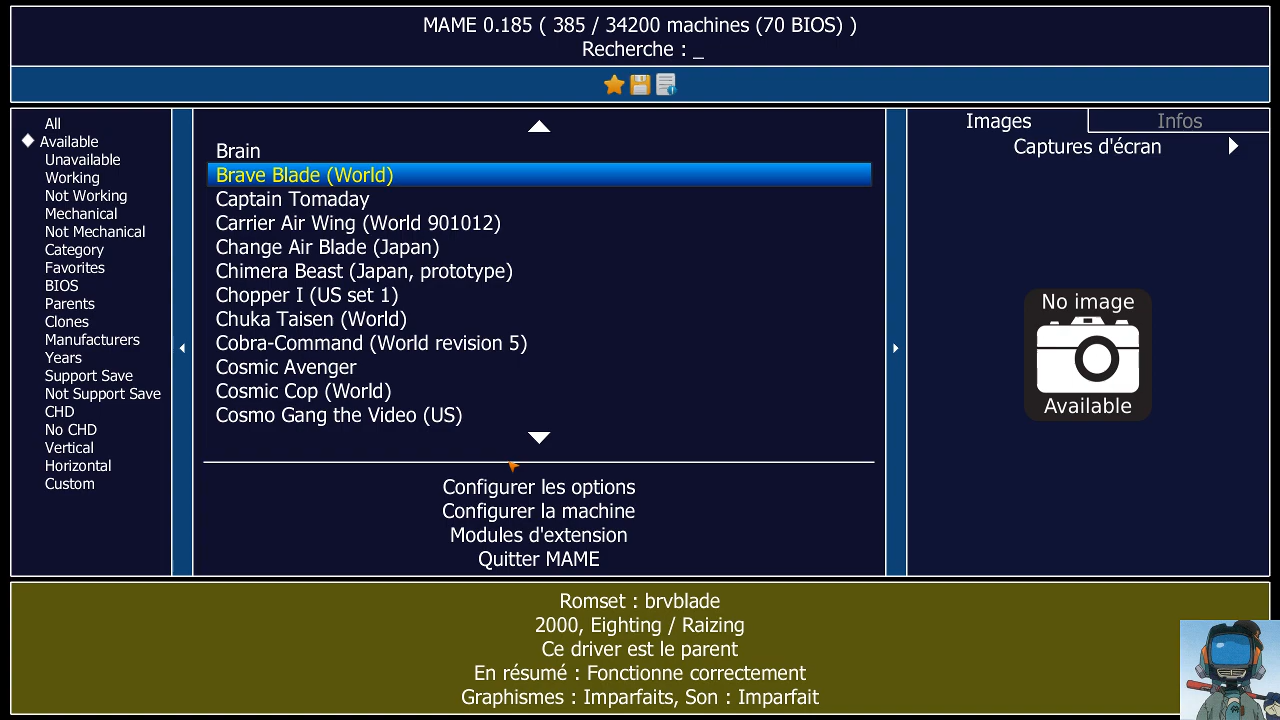 MAME 0.185 ( 385 / 34200 machines (70 BIOS) )
Recherche : _
All
Available
Unavailable
Working
Not Working
Mechanical
Not Mechanical
Category
Favorites
BIOS
Parents
Clones
Manufacturers
Years
Support Save
Not Support Save
CHD
No CHD
Vertical
Horizontal
Custom
Brain
Brave Blade (World)
Captain Tomaday
Carrier Air Wing (World 901012)
Change Air Blade (Japan)
Chimera Beast (Japan, prototype)
Chopper I (US set 1)
Chuka Taisen (World)
Cobra-Command (World revision 5)
Cosmic Avenger
Cosmic Cop (World)
Cosmo Gang the Video (US)
Configurer les options
Configurer la machine
Modules d'extension
Quitter MAME
Images
Infos
Captures d'écran
No image
Available
Romset : brvblade
2000, Eighting / Raizing
Ce driver est le parent
En résumé : Fonctionne correctement
Graphismes : Imparfaits, Son : Imparfait